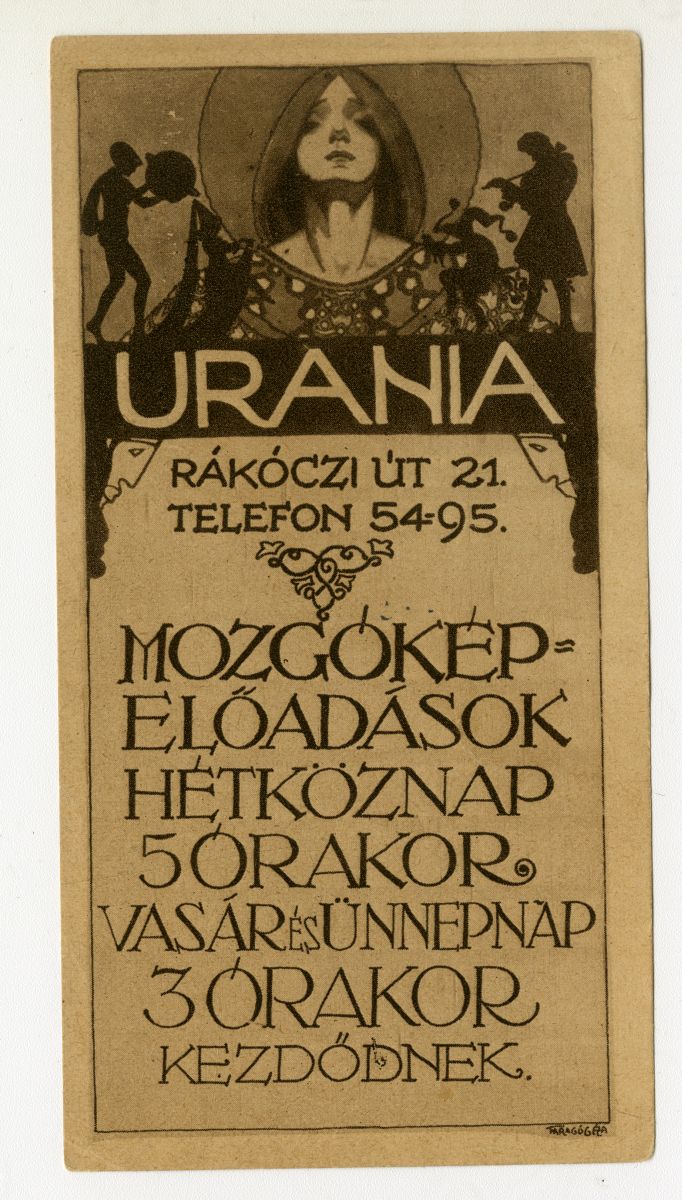 URANIA
RÁKÓCZI ÚT 21.
TELEFON 54=95.
MOZGÓKÉP=
ELŐADÁSOK
HÉTKÖZNAP
5 ÓRAKOR
VASÁR ÉS ÜNNEPNAP
3 ÓRAKOR
KEZDŐDNEK.
FARAGÓ GÉZA